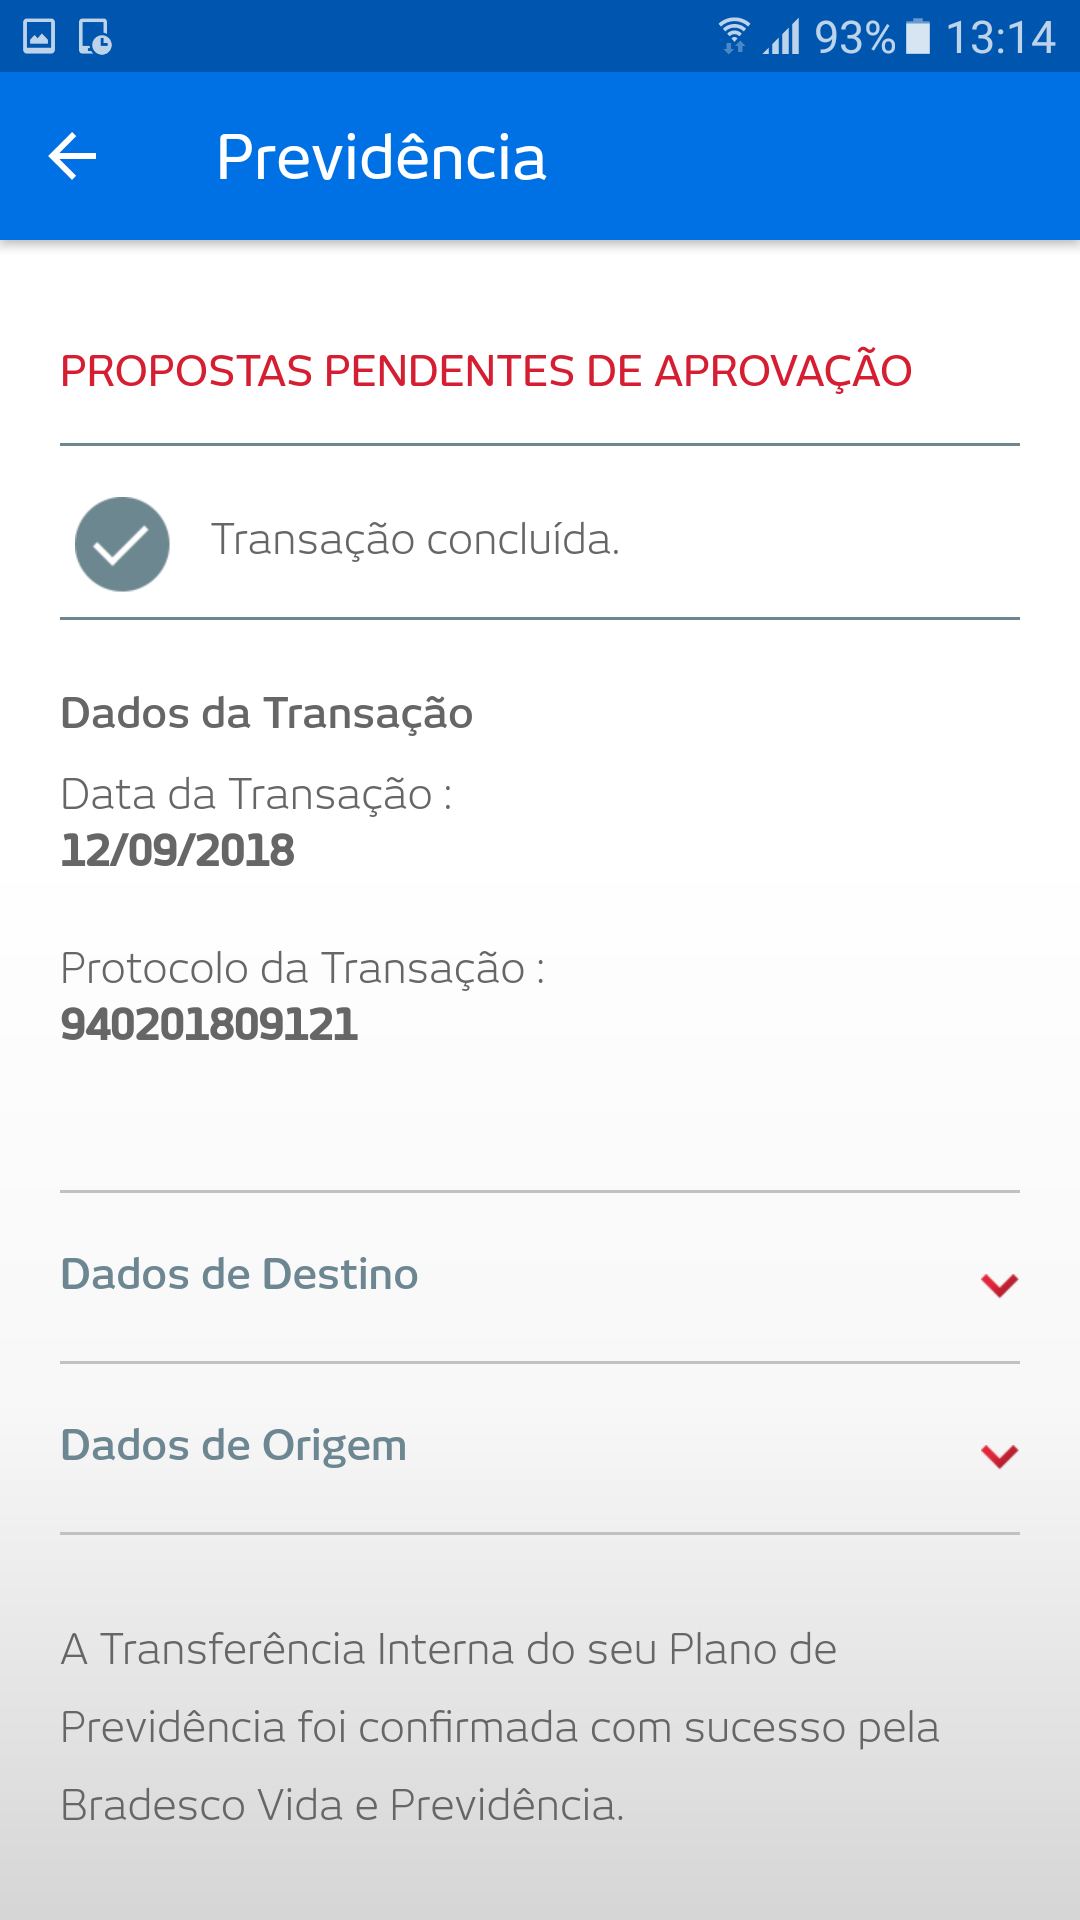 93% 13:14
Previdência
PROPOSTAS PENDENTES DE APROVAÇÃO
Transação concluída.
Dados da Transação
Data da Transação :
12/09/2018
Protocolo da Transação :
940201809121
Dados de Destino
Dados de Origem
A Transferência Interna do seu Plano de
Previdência foi confirmada com sucesso pela
Bradesco Vida e Previdência.